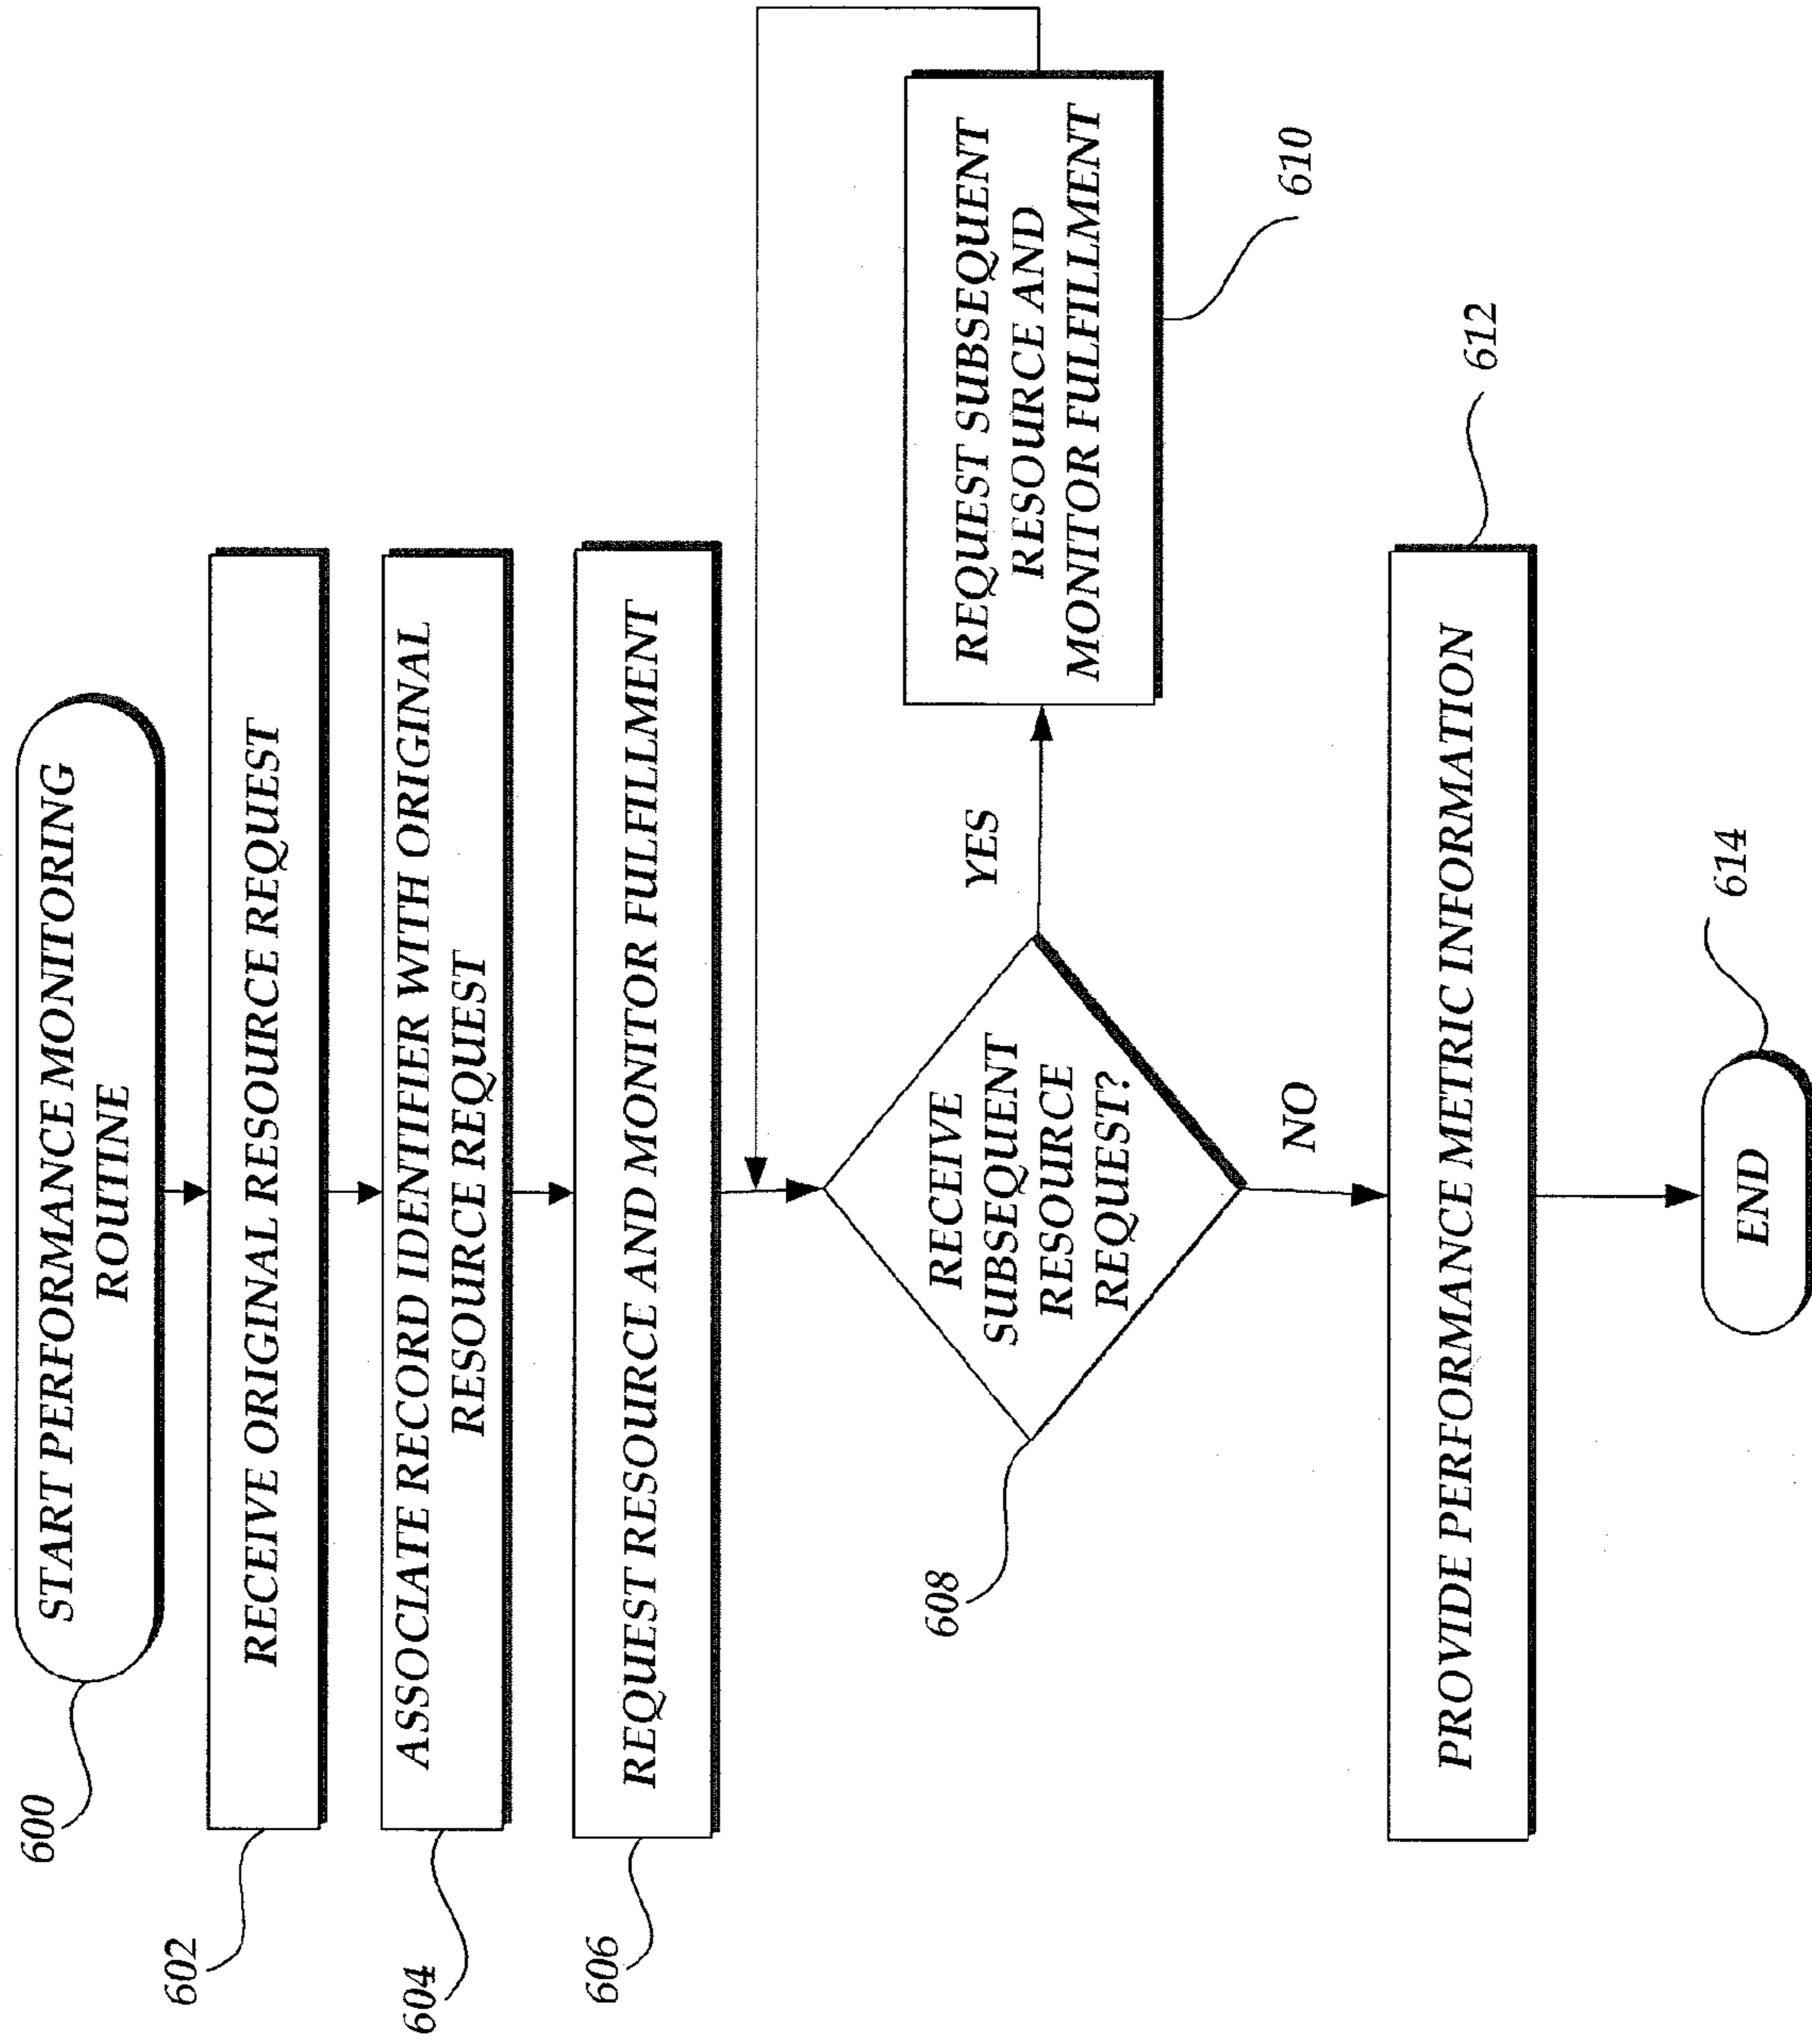 600
START PERFORMANCE MONITORING
ROUTINE
602
RECEIVE ORIGINAL RESOURCE REQUEST
604
ASSOCIATE RECORD IDENTIFIER WITH ORIGINAL
RESOURCE REQUEST
606
REQUEST RESOURCE AND MONITOR FULFILLMENT
608
RECEIVE
SUBSEQUENT
RESOURCE
REQUEST?
YES
REQUEST SUBSEQUENT
RESOURCE AND
MONITOR FULFILLMENT
610
NO
PROVIDE PERFORMANCE METRIC INFORMATION
612
END
614